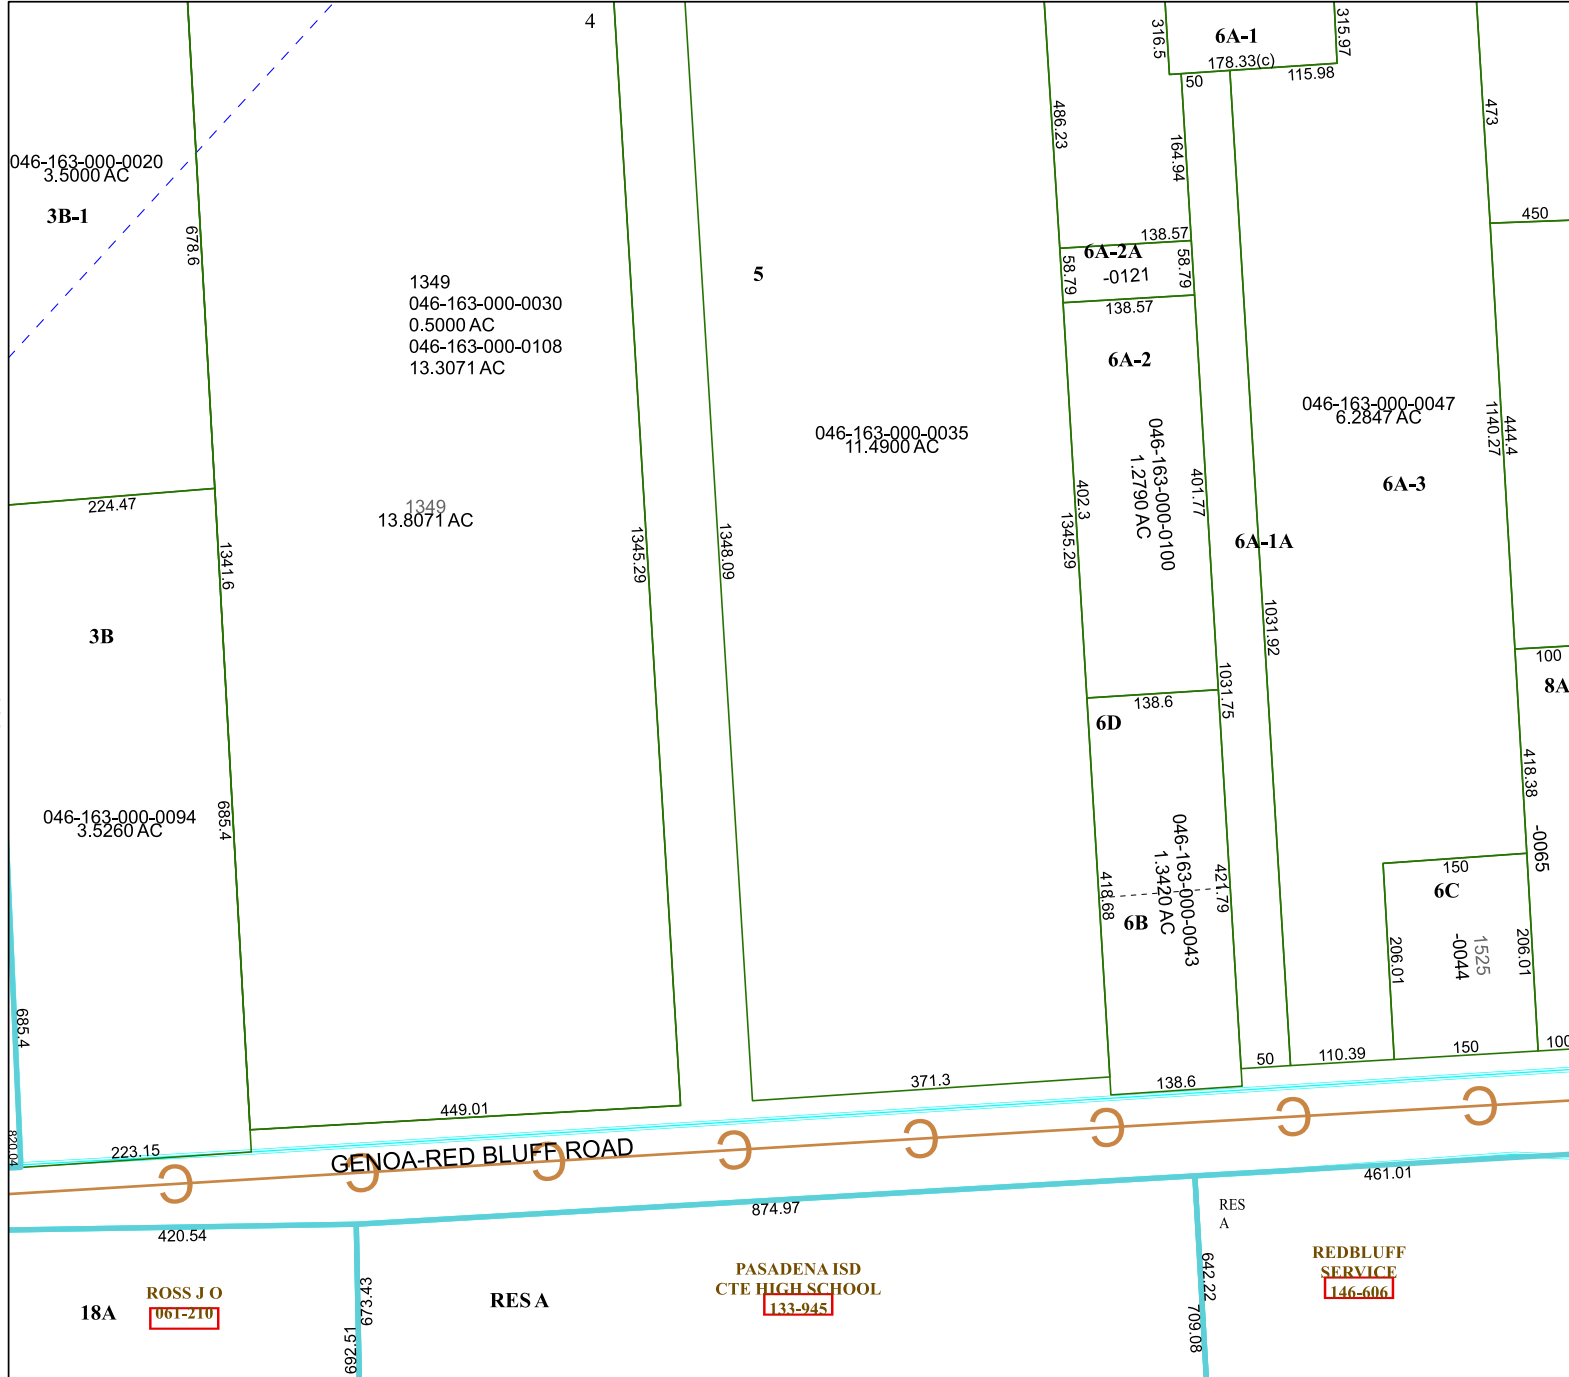 4
316.5
6A-1
178.33(c)
115.98
315.97
50
486.23
164.94
473
046-163-000-0020
3.5000 AC
3B-1
678.6
450
138.57
6A-2A
58.79
-0121
58.79
138.57
5
1349
046-163-000-0030
0.5000 AC
046-163-000-0108
13.3071 AC
6A-2
046-163-000-0047
6.2847 AC
1140.27
444.4
046-163-000-0035
11.4900 AC
046-163-000-0100
1.2790 AC
6A-3
402.3
401.77
224.47
1349
13.8071 AC
1341.6
1345.29
1348.09
1345.29
6A-1A
3B
1031.92
100
8A
1031.75
138.6
6D
418.38
046-163-000-0094
3.5260 AC
685.4
046-163-000-0043
1.3420 AC
-0065
150
6C
418.68
421.79
6B
206.01
-0044
1525
206.01
685.4
50
110.39
150
100
371.3
138.6
449.01
820.04
223.15
GENOA-RED BLUFF ROAD
C C C C C C C C
461.01
874.97
420.54
RES
A
642.22
709.08
ROSS J O
061-210
18A
673.43
692.51
RES A
PASADENA ISD
CTE HIGH SCHOOL
133-945
REDBLUFF
SERVICE
146-606